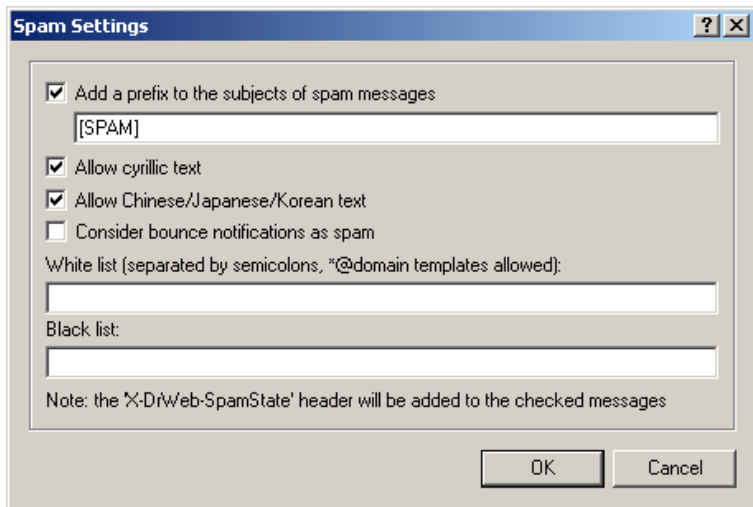 Spam Settings
Add a prefix to the subjects of spam messages
[SPAM]
Allow cyrillic text
Allow Chinese/Japanese/Korean text
Consider bounce notifications as spam
White list (separated by semicolons, *@domain templates allowed):
Black list:
Note: the 'X-DrWeb-SpamState' header will be added to the checked messages
OK Cancel